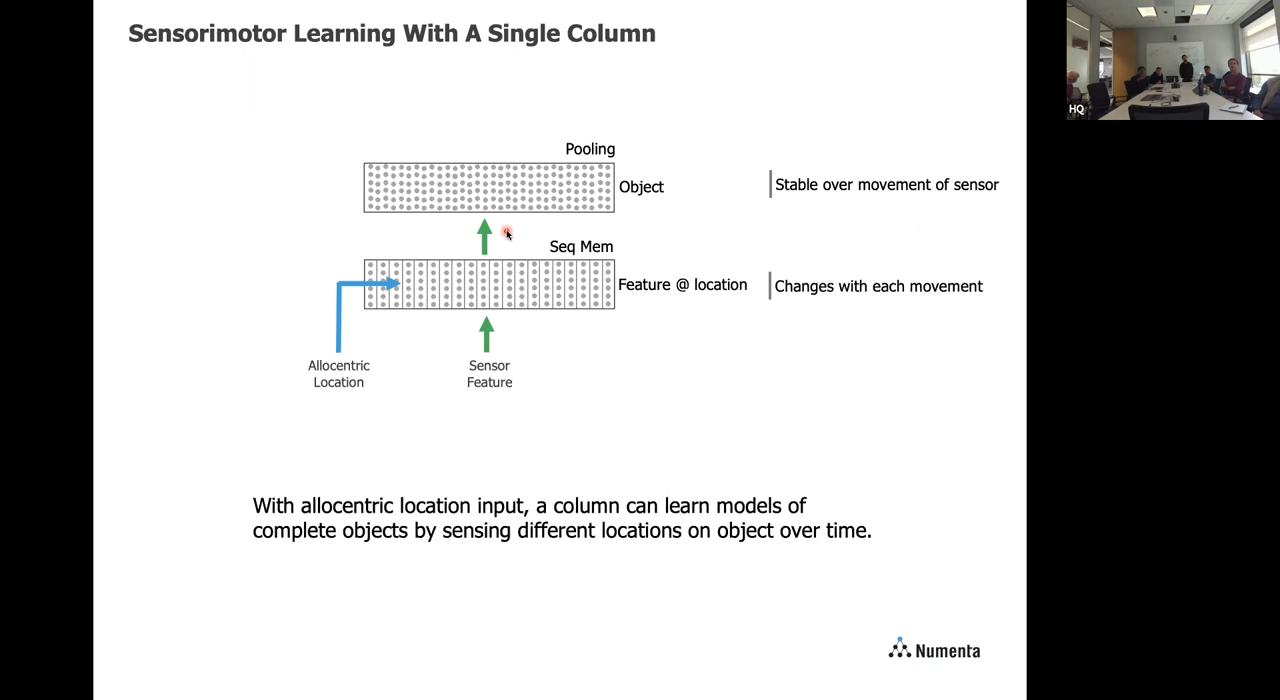 Sensorimotor Learning With A Single Column
HQ
Pooling
Object
Stable over movement of sensor
Seq Mem
Feature @ location
Changes with each movement
Allocentric
Location
Sensor
Feature
With allocentric location input, a column can learn models of
complete objects by sensing different locations on object over time.
Numenta